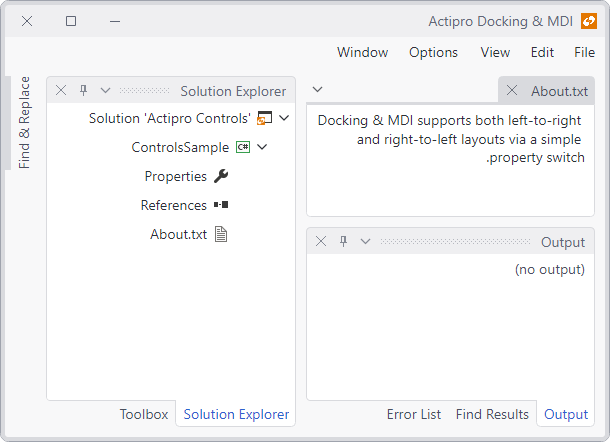 Actipro Docking & MDI
File
Edit
View
Options
Window
About.txt
Docking & MDI supports both left-to-right
and right-to-left layouts via a simple
.property switch
Output
(no output)
Output
Find Results
Error List
Solution Explorer
Solution 'Actipro Controls'
ControlsSample
C#
Properties
References
About.txt
Solution Explorer
Toolbox
Find & Replace